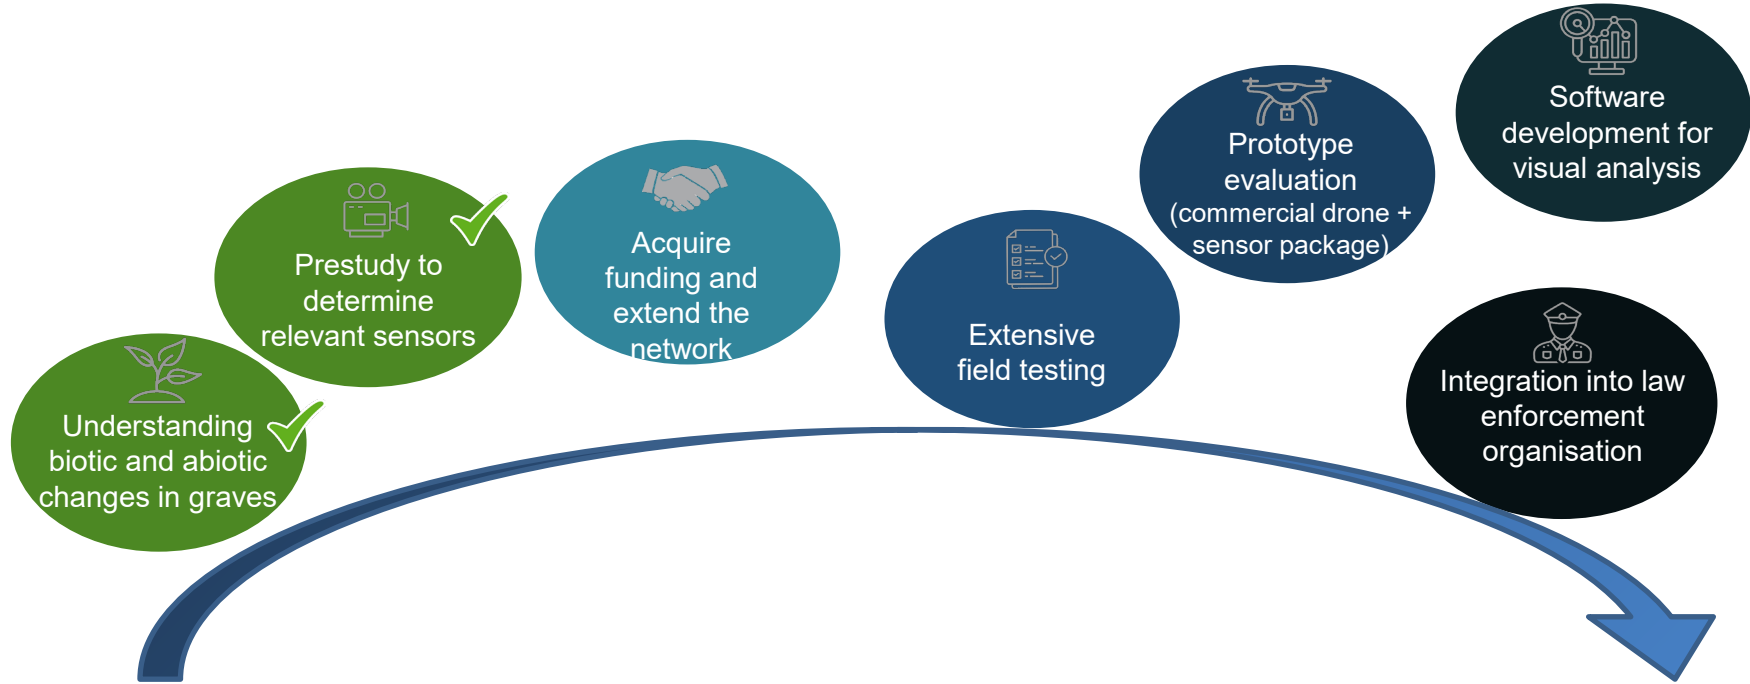 Understanding
biotic and abiotic
changes in graves
Prestudy to
determine
relevant sensors
Acquire
funding and
extend the
network
Extensive
field testing
Prototype
evaluation
(commercial drone +
sensor package)
Software
development for
visual analysis
Integration into law
enforcement
organisation